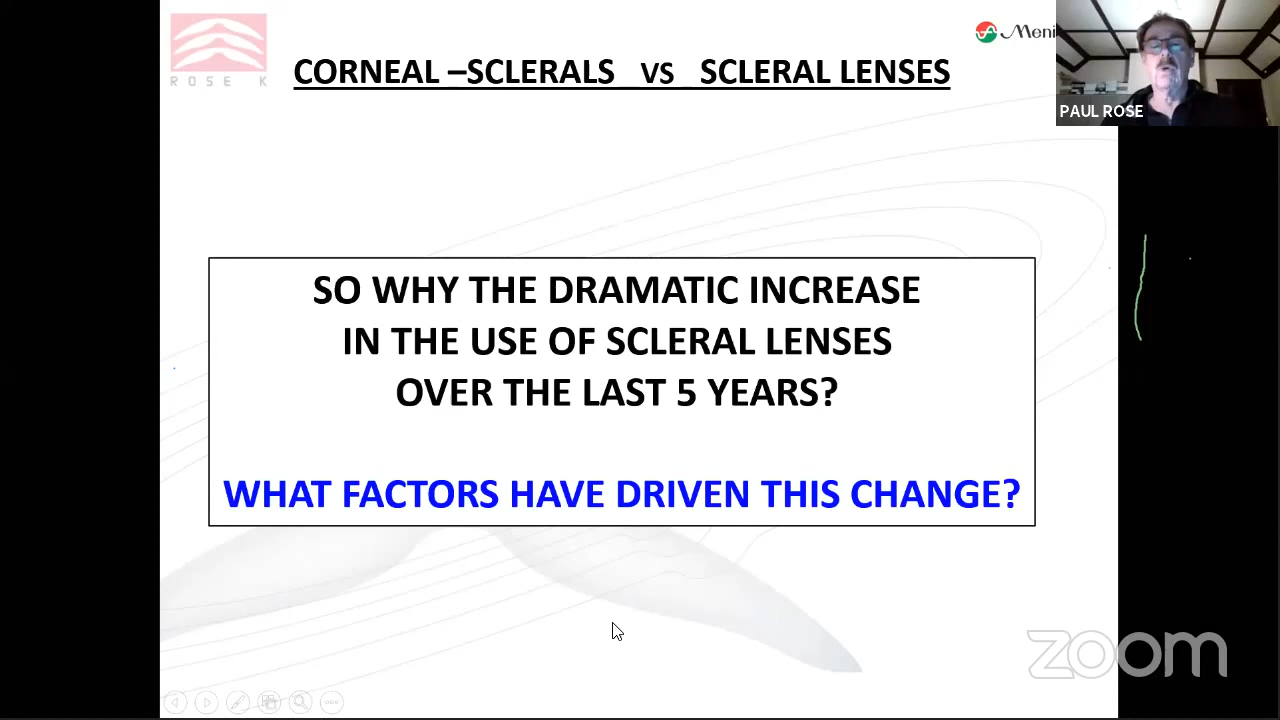 ROSE K
CORNEAL –SCLERALS VS SCLERAL LENSES
Meni
PAUL ROSE
SO WHY THE DRAMATIC INCREASE
IN THE USE OF SCLERAL LENSES
OVER THE LAST 5 YEARS?
WHAT FACTORS HAVE DRIVEN THIS CHANGE?
zoom